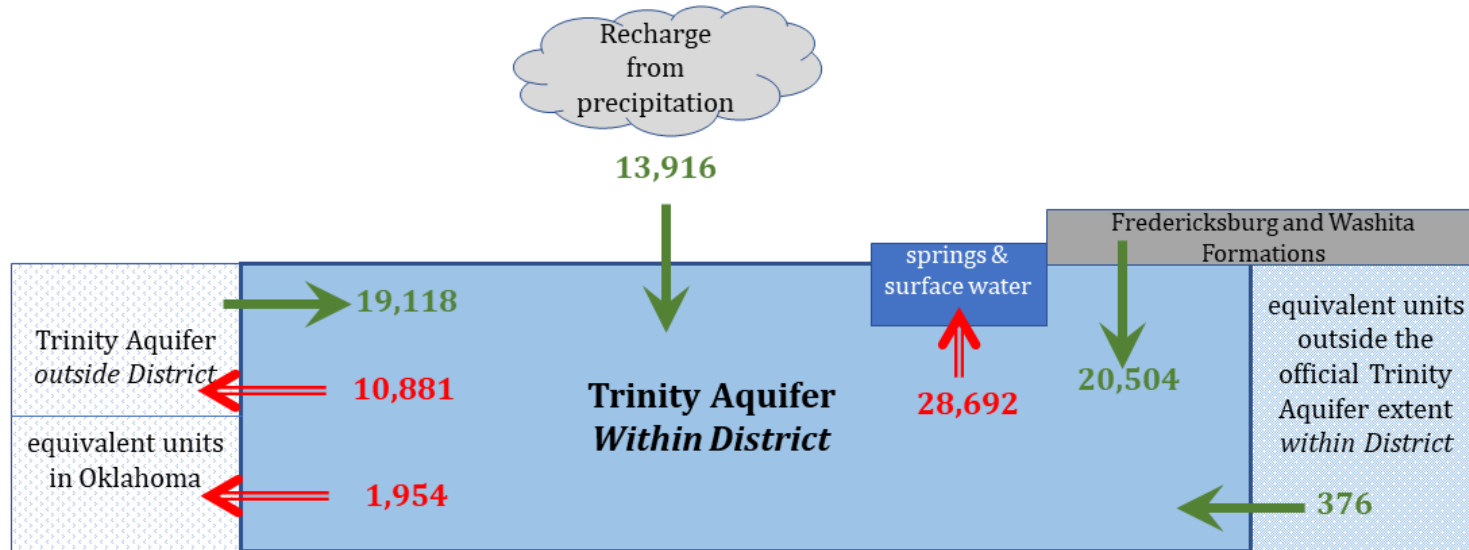 Recharge
from
precipitation
13,916
Fredericksburg and Washita
Formations
springs &
surface water
19,118
Trinity Aquifer
outside District
10,881
equivalent units
in Oklahoma
1,954
Trinity Aquifer
Within District
28,692
20,504
equivalent units
outside the
official Trinity
Aquifer extent
within District
376